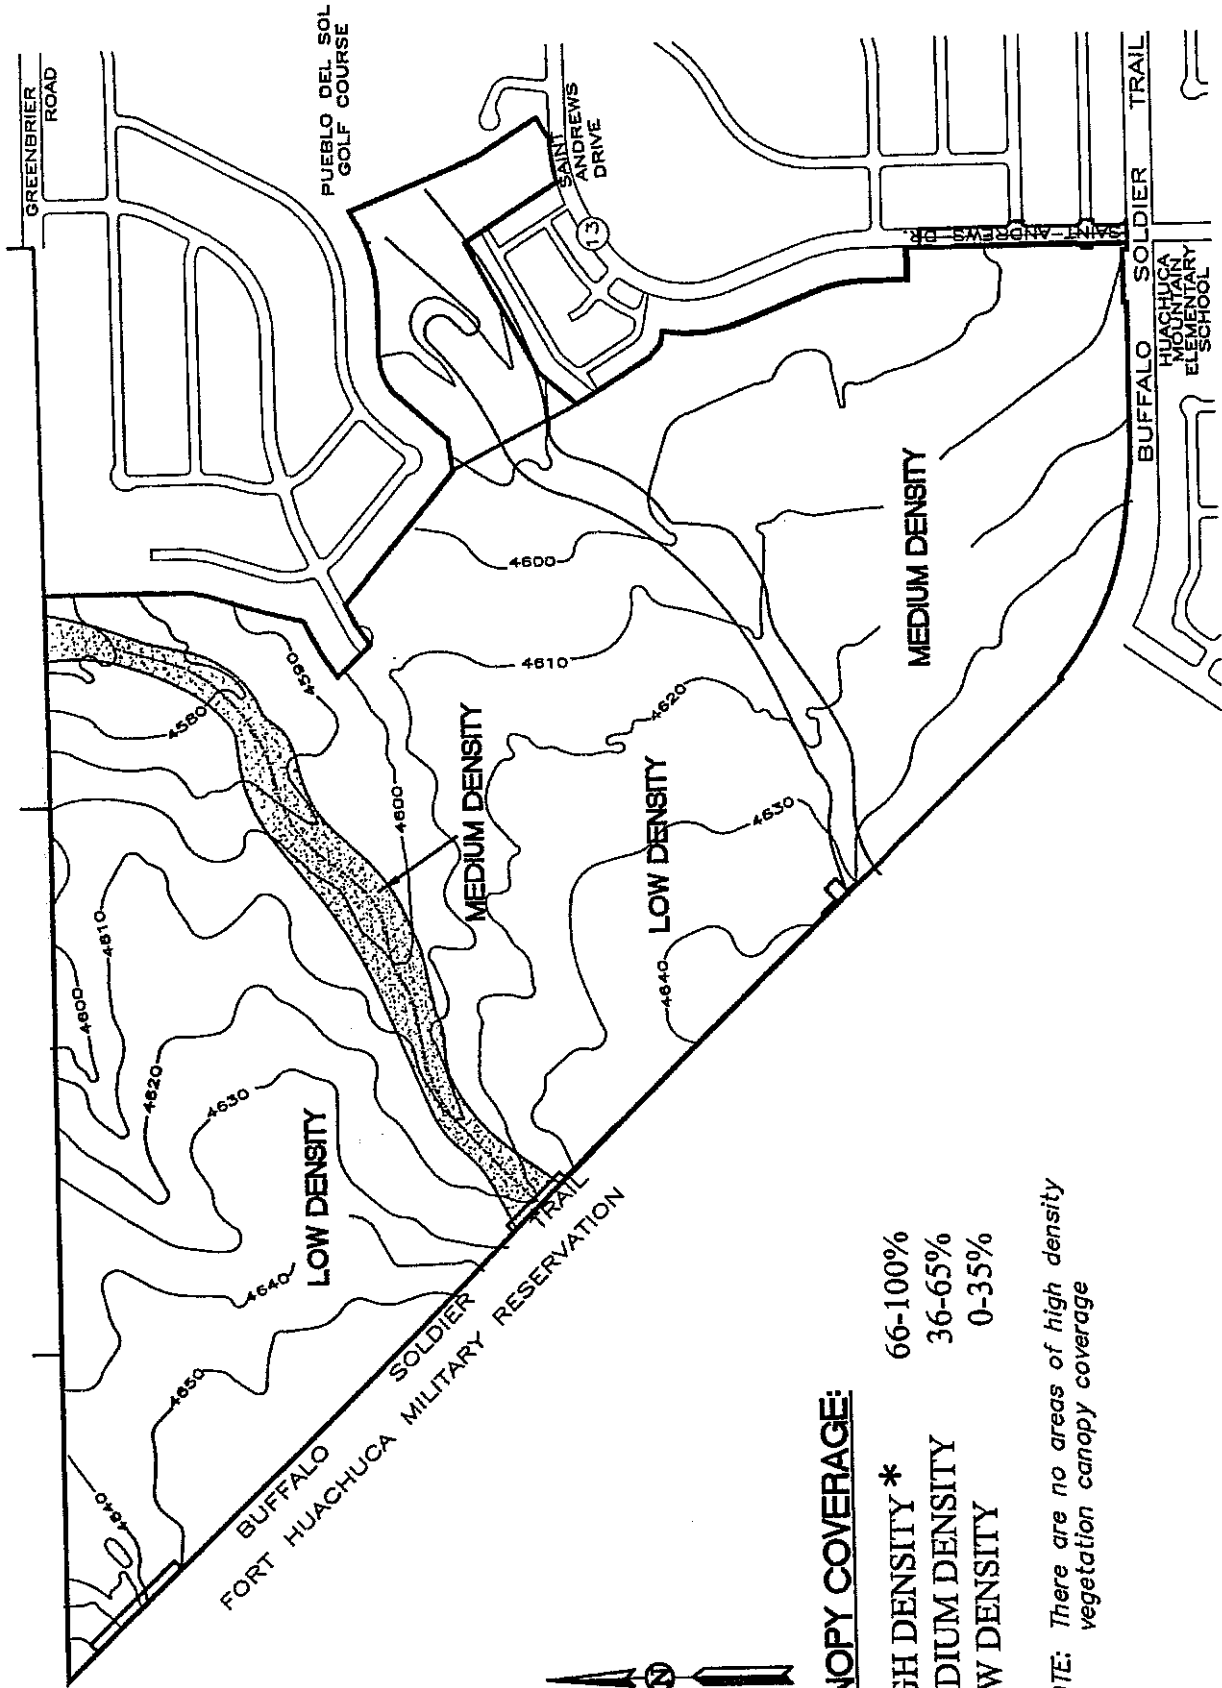 GREENBRIER
ROAD
PUEBLO DEL SOL
GOLF COURSE
SAINT
ANDREWS
DRIVE
13
SAINT ANDREWS DR.
BUFFALO SOLDIER TRAIL
HUACHUCA
MOUNTAIN
ELEMENTARY
SCHOOL
4600
4590
4580
4610
MEDIUM DENSITY
4620
4600
MEDIUM DENSITY
LOW DENSITY
4630
4610
4600
4640
4620
4630
LOW DENSITY
4640
4650
4640
BUFFALO SOLDIER TRAIL
FORT HUACHUCA MILITARY RESERVATION
N
NOPY COVERAGE:
GH DENSITY * 66-100%
DIUM DENSITY 36-65%
W DENSITY 0-35%
TE: There are no areas of high density
vegetation canopy coverage